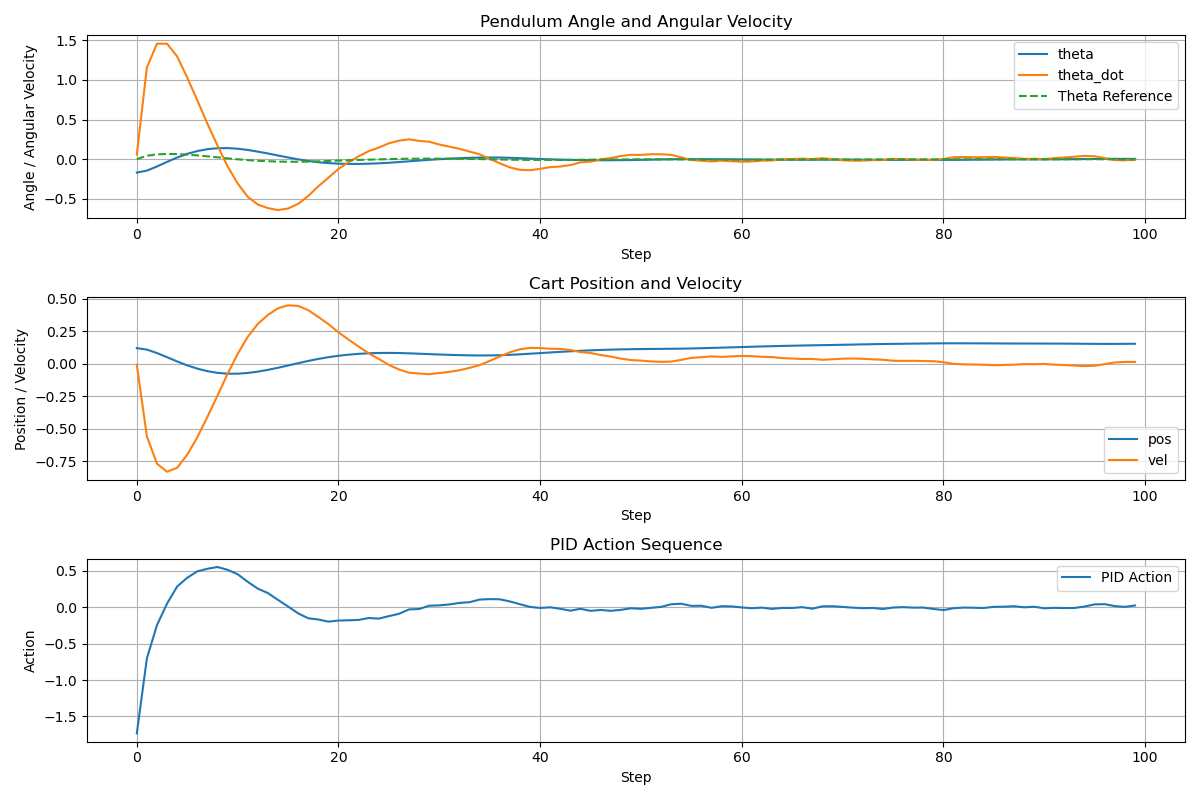 Pendulum Angle and Angular Velocity
Angle / Angular Velocity
1.5
1.0
0.5
0.0
−0.5
theta
theta_dot
Theta Reference
0 20 40 60 80 100
Step
Cart Position and Velocity
Position / Velocity
0.50
0.25
0.00
−0.25
−0.50
−0.75
pos
vel
0 20 40 60 80 100
Step
PID Action Sequence
Action
0.5
0.0
−0.5
−1.0
−1.5
PID Action
0 20 40 60 80 100
Step